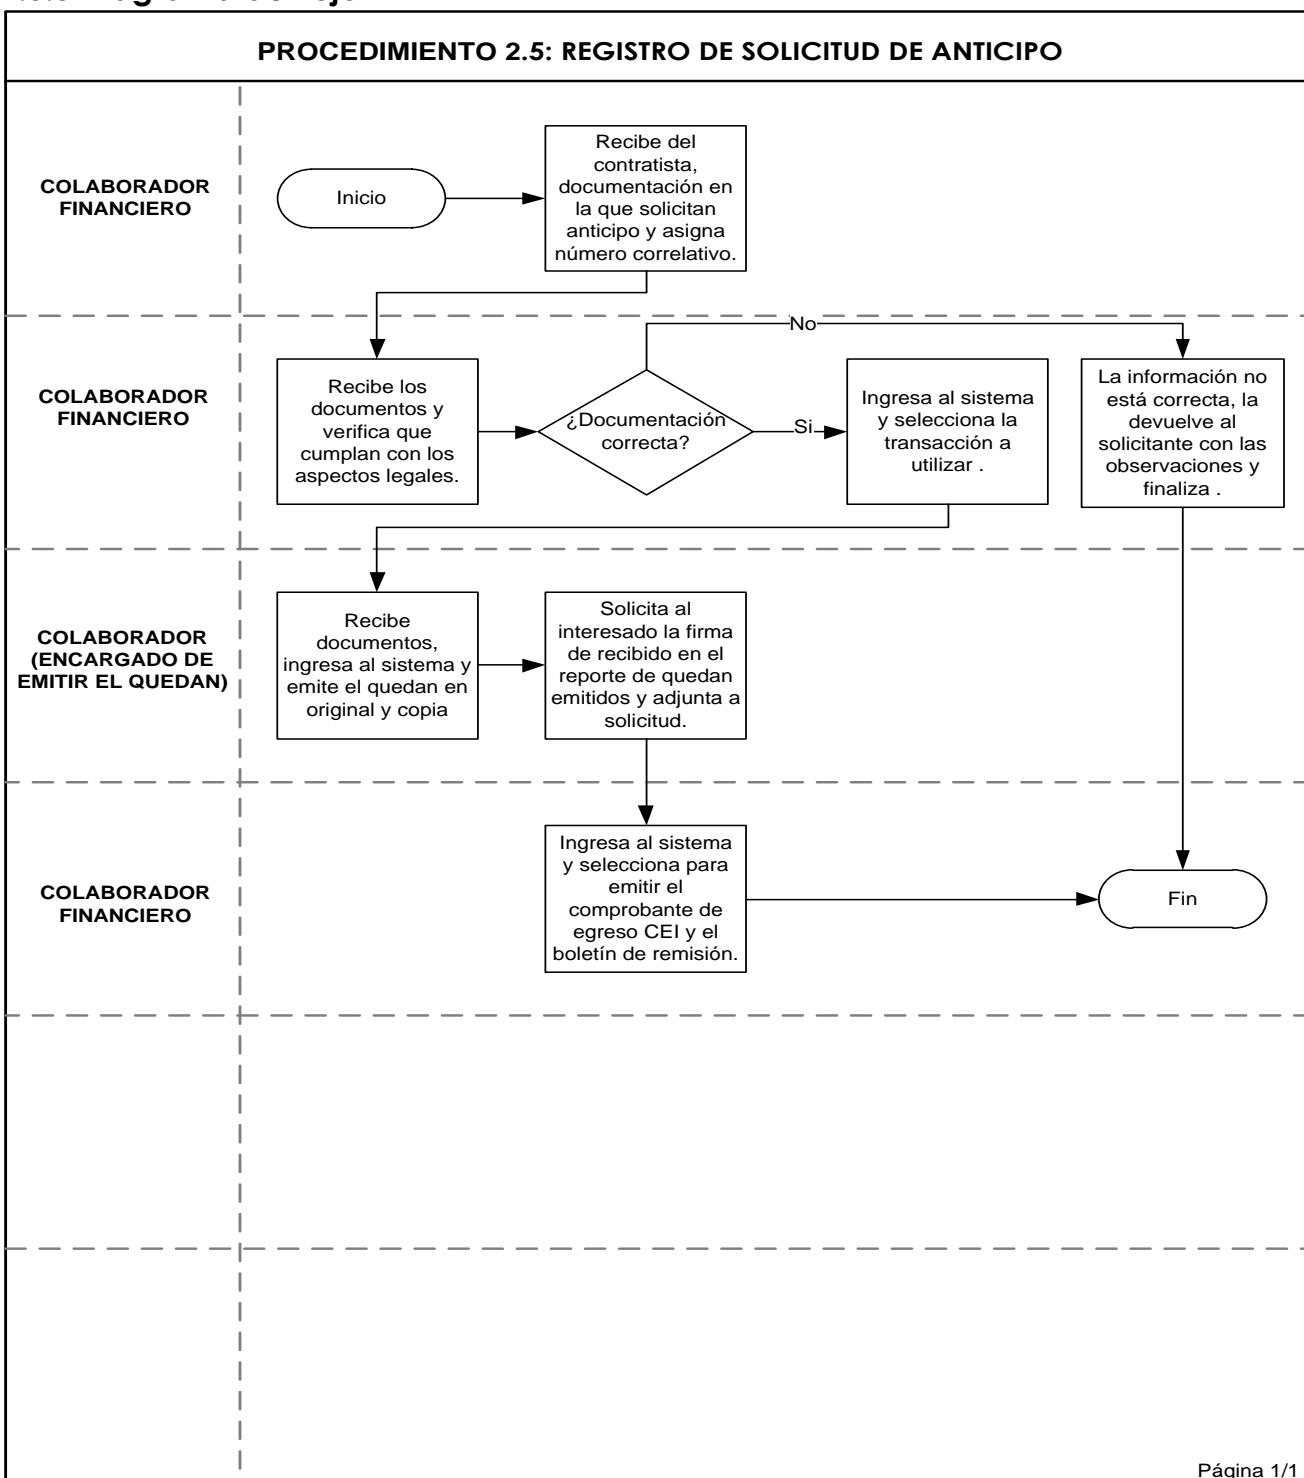 PROCEDIMIENTO 2.5: REGISTRO DE SOLICITUD DE ANTICIPO
COLABORADOR
FINANCIERO
Inicio
Recibe del
contratista,
documentación en
la que solicitan
anticipo y asigna
número correlativo.
COLABORADOR
FINANCIERO
Recibe los
documentos y
verifica que
cumplan con los
aspectos legales.
¿Documentación
correcta?
No
Si
Ingresa al sistema
y selecciona la
transacción a
utilizar .
La información no
está correcta, la
devuelve al
solicitante con las
observaciones y
finaliza .
COLABORADOR
(ENCARGADO DE
EMITIR EL QUEDAN)
Recibe
documentos,
ingresa al sistema y
emite el quedan en
original y copia
Solicita al
interesado la firma
de recibido en el
reporte de quedan
emitidos y adjunta a
solicitud.
COLABORADOR
FINANCIERO
Ingresa al sistema
y selecciona para
emitir el
comprobante de
egreso CEI y el
boletín de remisión.
Fin
Página 1/1